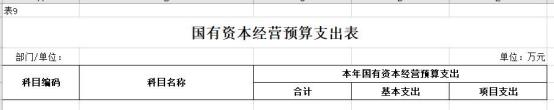 表9
国有资本经营预算支出表
部门/单位： 单位：万元
科目编码 科目名称 本年国有资本经营预算支出
合计 基本支出 项目支出